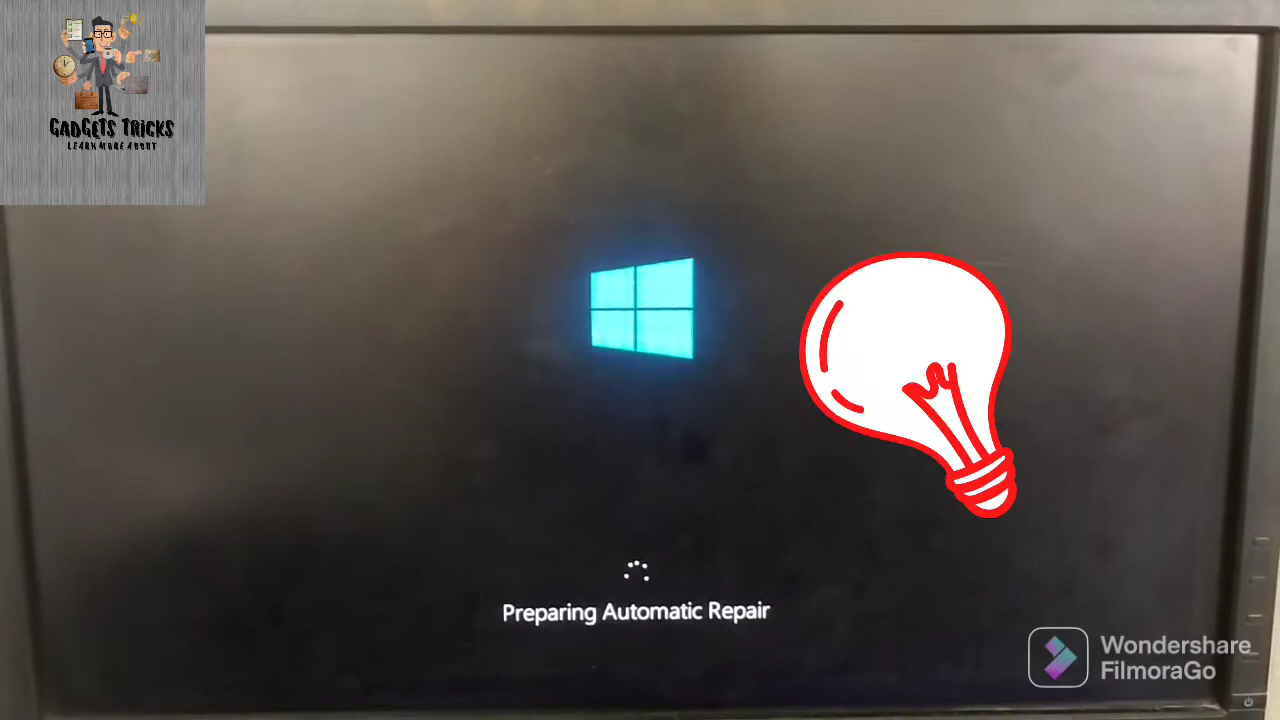 GADGETS TRICKS
LEARN MORE ABOUT
Preparing Automatic Repair
Wondershare
FilmoraGo